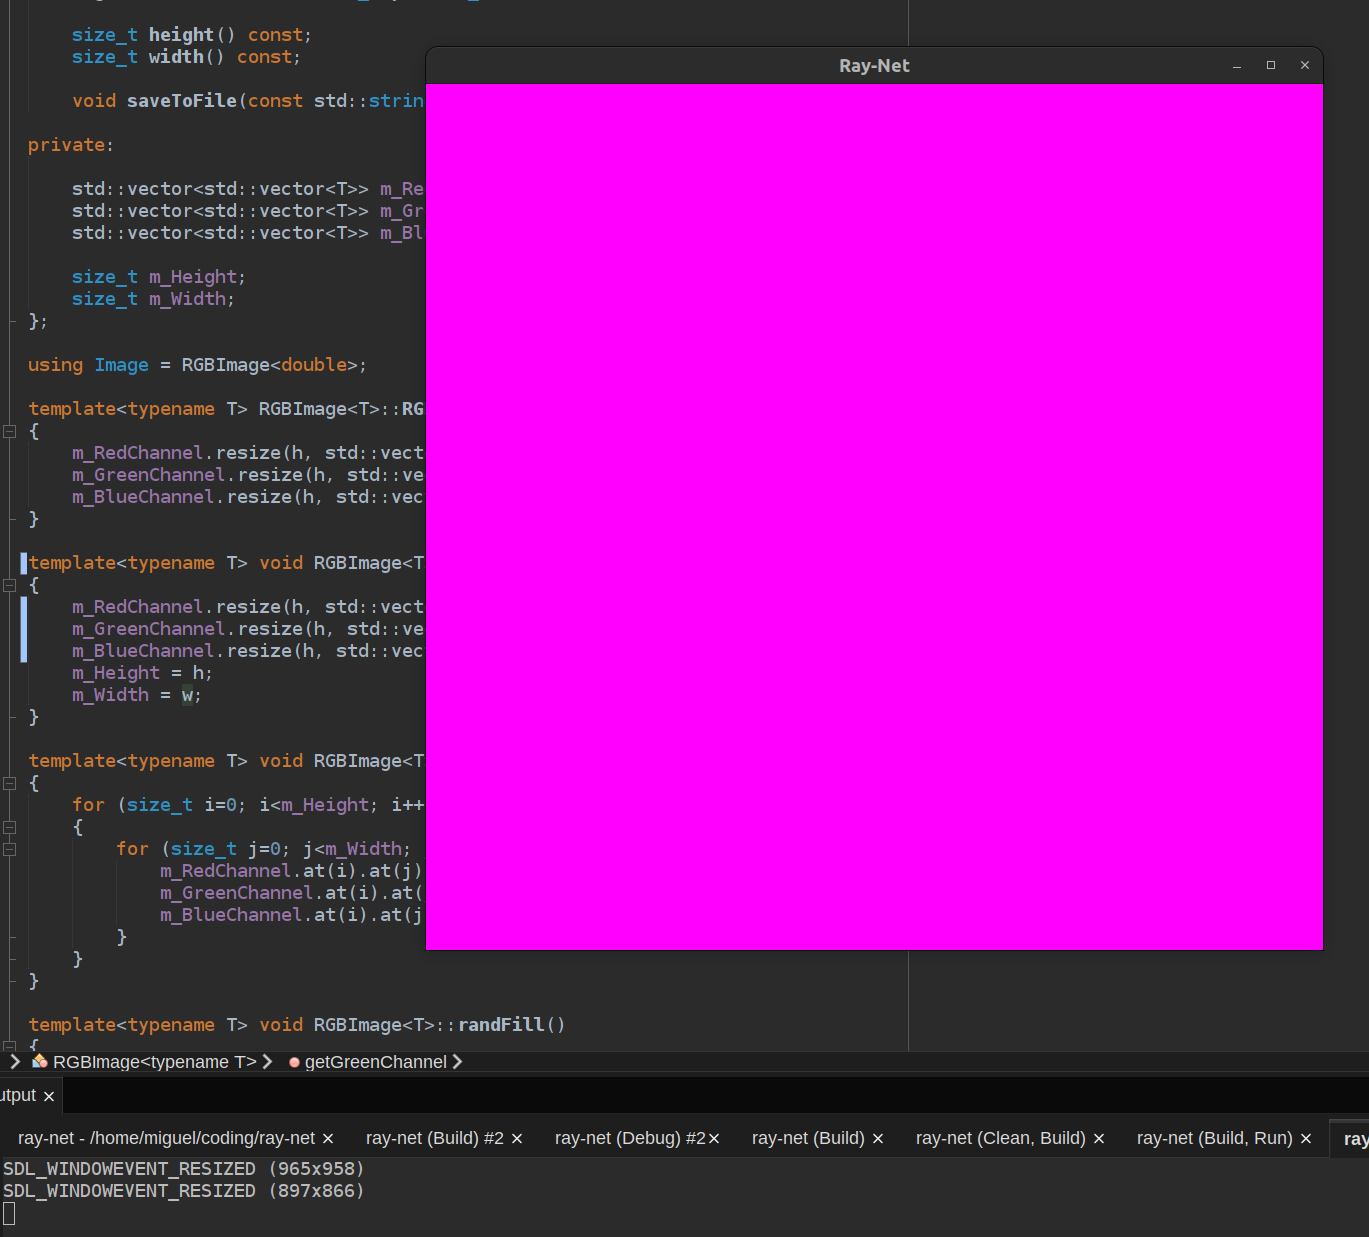 size_t height() const;
size_t width() const;
void saveToFile(const std::strin
Ray-Net
private:
std::vector<std::vector<T>> m_Re
std::vector<std::vector<T>> m_Gr
std::vector<std::vector<T>> m_Bl
size_t m_Height;
size_t m_Width;
};
using Image = RGBImage<double>;
template<typename T> RGBImage<T>::RG
{
m_RedChannel.resize(h, std::vect
m_GreenChannel.resize(h, std::ve
m_BlueChannel.resize(h, std::vec
}
template<typename T> void RGBImage<T
{
m_RedChannel.resize(h, std::vect
m_GreenChannel.resize(h, std::ve
m_BlueChannel.resize(h, std::vec
m_Height = h;
m_Width = w;
}
template<typename T> void RGBImage<T
{
for (size_t i=0; i<m_Height; i++
{
for (size_t j=0; j<m_Width;
m_RedChannel.at(i).at(j)
m_GreenChannel.at(i).at(
m_BlueChannel.at(i).at(j
}
}
}
template<typename T> void RGBImage<T>::randFill()
{
RGBImage<typename T> getGreenChannel
utput
ray-net - /home/miguel/coding/ray-net ray-net (Build) #2 ray-net (Debug) #2 ray-net (Build) ray-net (Clean, Build) ray-net (Build, Run) ray
SDL_WINDOWEVENT_RESIZED (965x958)
SDL_WINDOWEVENT_RESIZED (897x866)